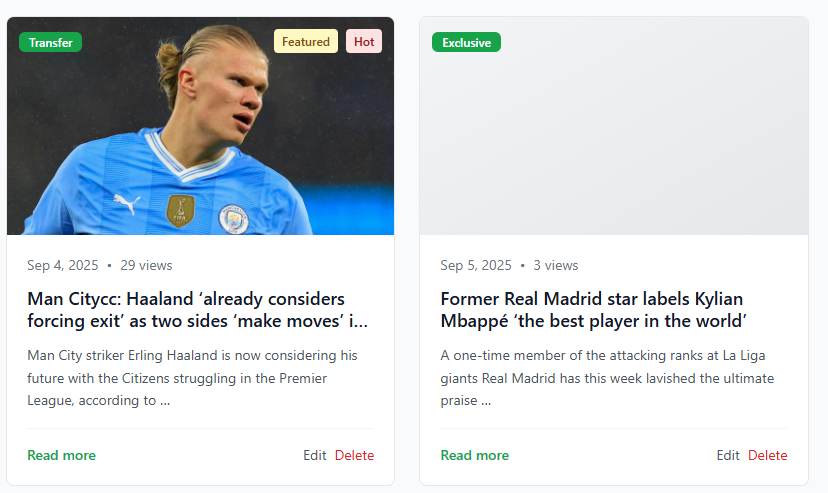 Transfer
Featured
Hot
Sep 4, 2025 • 29 views
Man Citycc: Haaland ‘already considers
forcing exit’ as two sides ‘make moves’ i...
Man City striker Erling Haaland is now considering his
future with the Citizens struggling in the Premier
League, according to ...
Read more
Edit
Delete
Exclusive
Sep 5, 2025 • 3 views
Former Real Madrid star labels Kylian
Mbappé ‘the best player in the world’
A one-time member of the attacking ranks at La Liga
giants Real Madrid has this week lavished the ultimate
praise ...
Read more
Edit
Delete